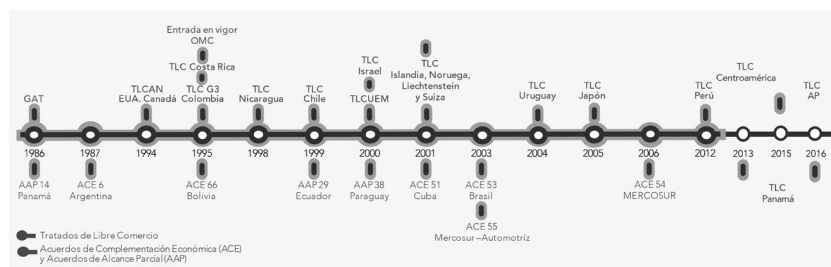 Entrada en vigor
OMC
TLC Costa Rica
GAT
TLCAN
EUA. Canadá
TLC G3
Colombia
TLC
Nicaragua
TLC
Chile
TLC
Israel
TLCUEM
TLC
Islandia, Noruega,
Liechtenstein
y Suiza
TLC
Uruguay
TLC
Japón
TLC
Perú
TLC
Centroamérica
TLC
AP
1986 1987 1994 1995 1998 1999 2000 2001 2003 2004 2005 2006 2012 2013 2015 2016
AAP 14
Panamá
ACE 6
Argentina
ACE 66
Bolivia
AAP 29
Ecuador
AAP 38
Paraguay
ACE 51
Cuba
ACE 53
Brasil
ACE 55
Mercosur –Automotríz
ACE 54
MERCOSUR
TLC
Panamá
Tratados de Libre Comercio
Acuerdos de Complementación Económica (ACE)
y Acuerdos de Alcance Parcial (AAP)